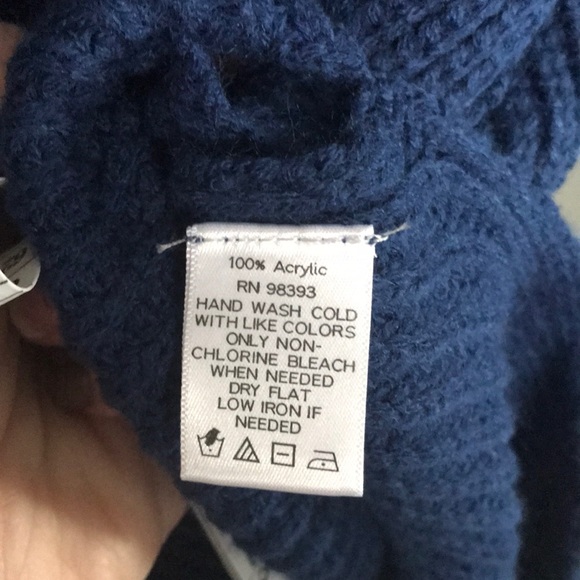 100% Acrylic
RN 98393
HAND WASH COLD
WITH LIKE COLORS
ONLY NON-
CHLORINE BLEACH
WHEN NEEDED
DRY FLAT
LOW IRON IF
NEEDED